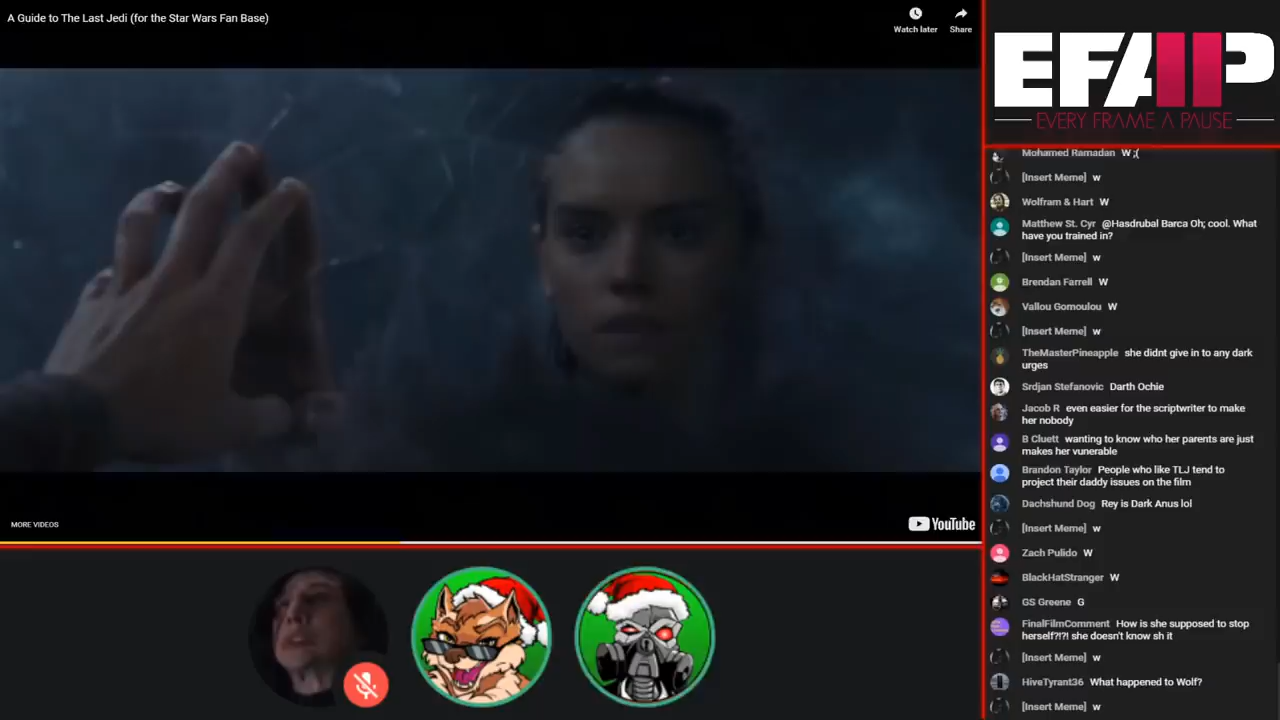 A Guide to The Last Jedi (for the Star Wars Fan Base)
Watch later
Share
MORE VIDEOS
YouTube
EFAP
EVERY FRAME A PAUSE
Mohamed Ramadan W ;(
[Insert Meme] w
Wolfram & Hart W
Matthew St. Cyr @Hasdrubal Barca Oh; cool. What
have you trained in?
[Insert Meme] w
Brendan Farrell W
Vallou Gomoulou W
[Insert Meme] w
TheMasterPineapple she didnt give in to any dark
urges
Srdjan Stefanovic Darth Ochie
Jacob R even easier for the scriptwriter to make
her nobody
B Cluett wanting to know who her parents are just
makes her vunerable
Brandon Taylor People who like TLJ tend to
project their daddy issues on the film
Dachshund Dog Rey is Dark Anus lol
[Insert Meme] w
Zach Pulido W
BlackHatStranger W
GS Greene G
FinalFilmComment How is she supposed to stop
herself?!?! she doesn't know sh it
[Insert Meme] w
HiveTyrant36 What happened to Wolf?
[Insert Meme] w